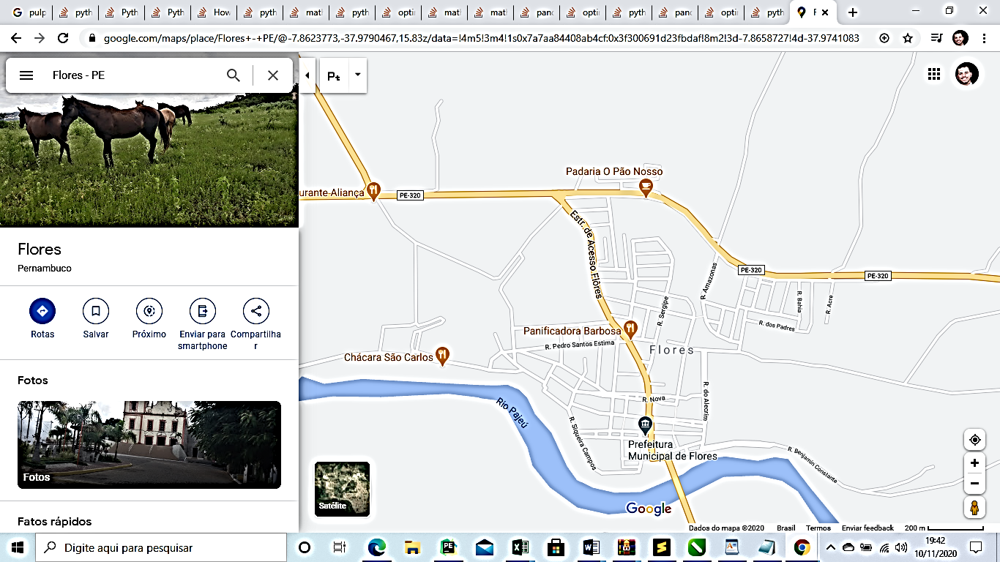 pulp
pyth
Pyth
Pyth
How
pyth
matl
pyth
opti
matl
matl
panc
opti
pyth
panc
opti
pyth
F
google.com/maps/place/Flores+-+PE/@-7.8623773,-37.9790467,15.83z/data=!4m5!3m4!1s0x7a7aa84408ab4cf:0x3f300691d23fbdaf!8m2!3d-7.8658727!4d-37.9741083
Flores - PE
Flores
Pernambuco
Rotas
Salvar
Próximo
Enviar para
smartphone
Compartilha
r
Fotos
Fotos
Fatos rápidos
Padaria O Pão Nosso
urante-Aliança
PE-320
Estr. de Acesso Flôres
PE-320
PE-320
R. Amazonas
R. Bahia
R. Acre
R. Sergipe
R. dos Padres
Panificadora Barbosa
R. Pedro Santos Estima
Flores
Chácara São Carlos
R. do Alecrim
R. Nova
Rio Pajeú
R. Siqueira Campos
Prefeitura
Municipal de Flores
R. Benjamin Constante
Satélite
Google
Dados do mapa ©2020
Brasil
Termos
Enviar feedback
200 m
Digite aqui para pesquisar
19:42
10/11/2020